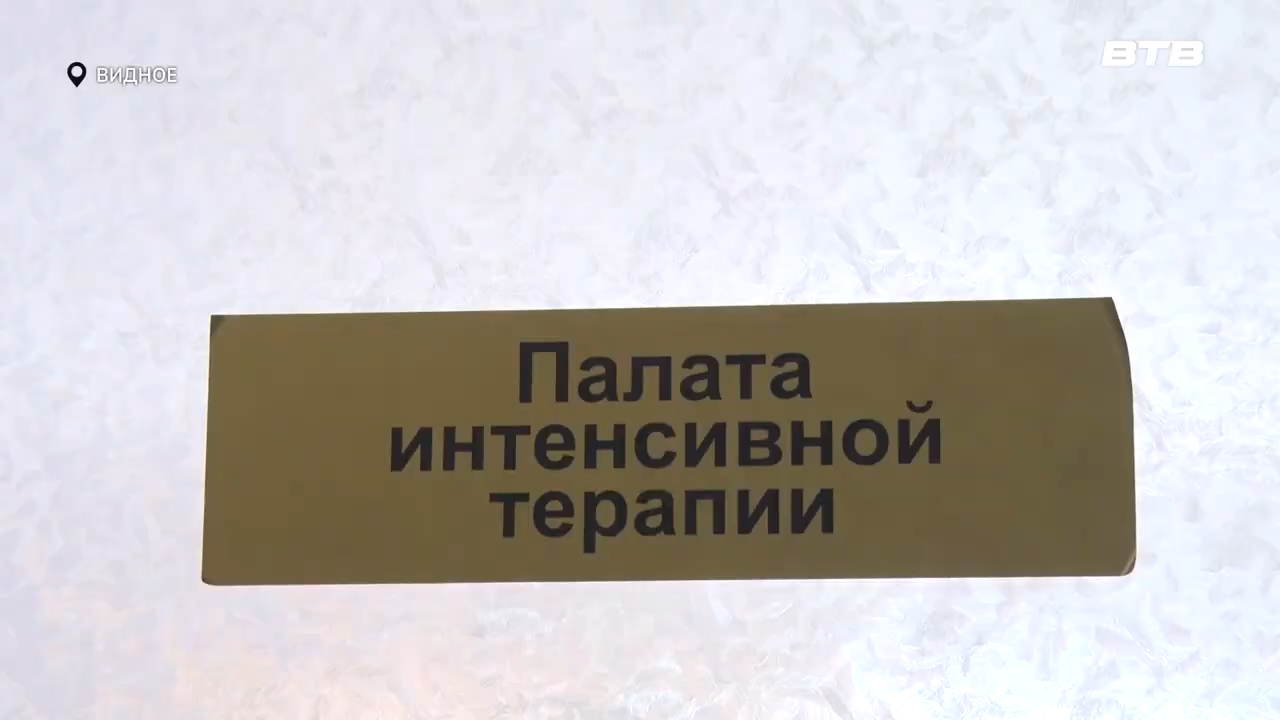 ВИДНОЕ
ВТВ
Палата
интенсивной
терапии